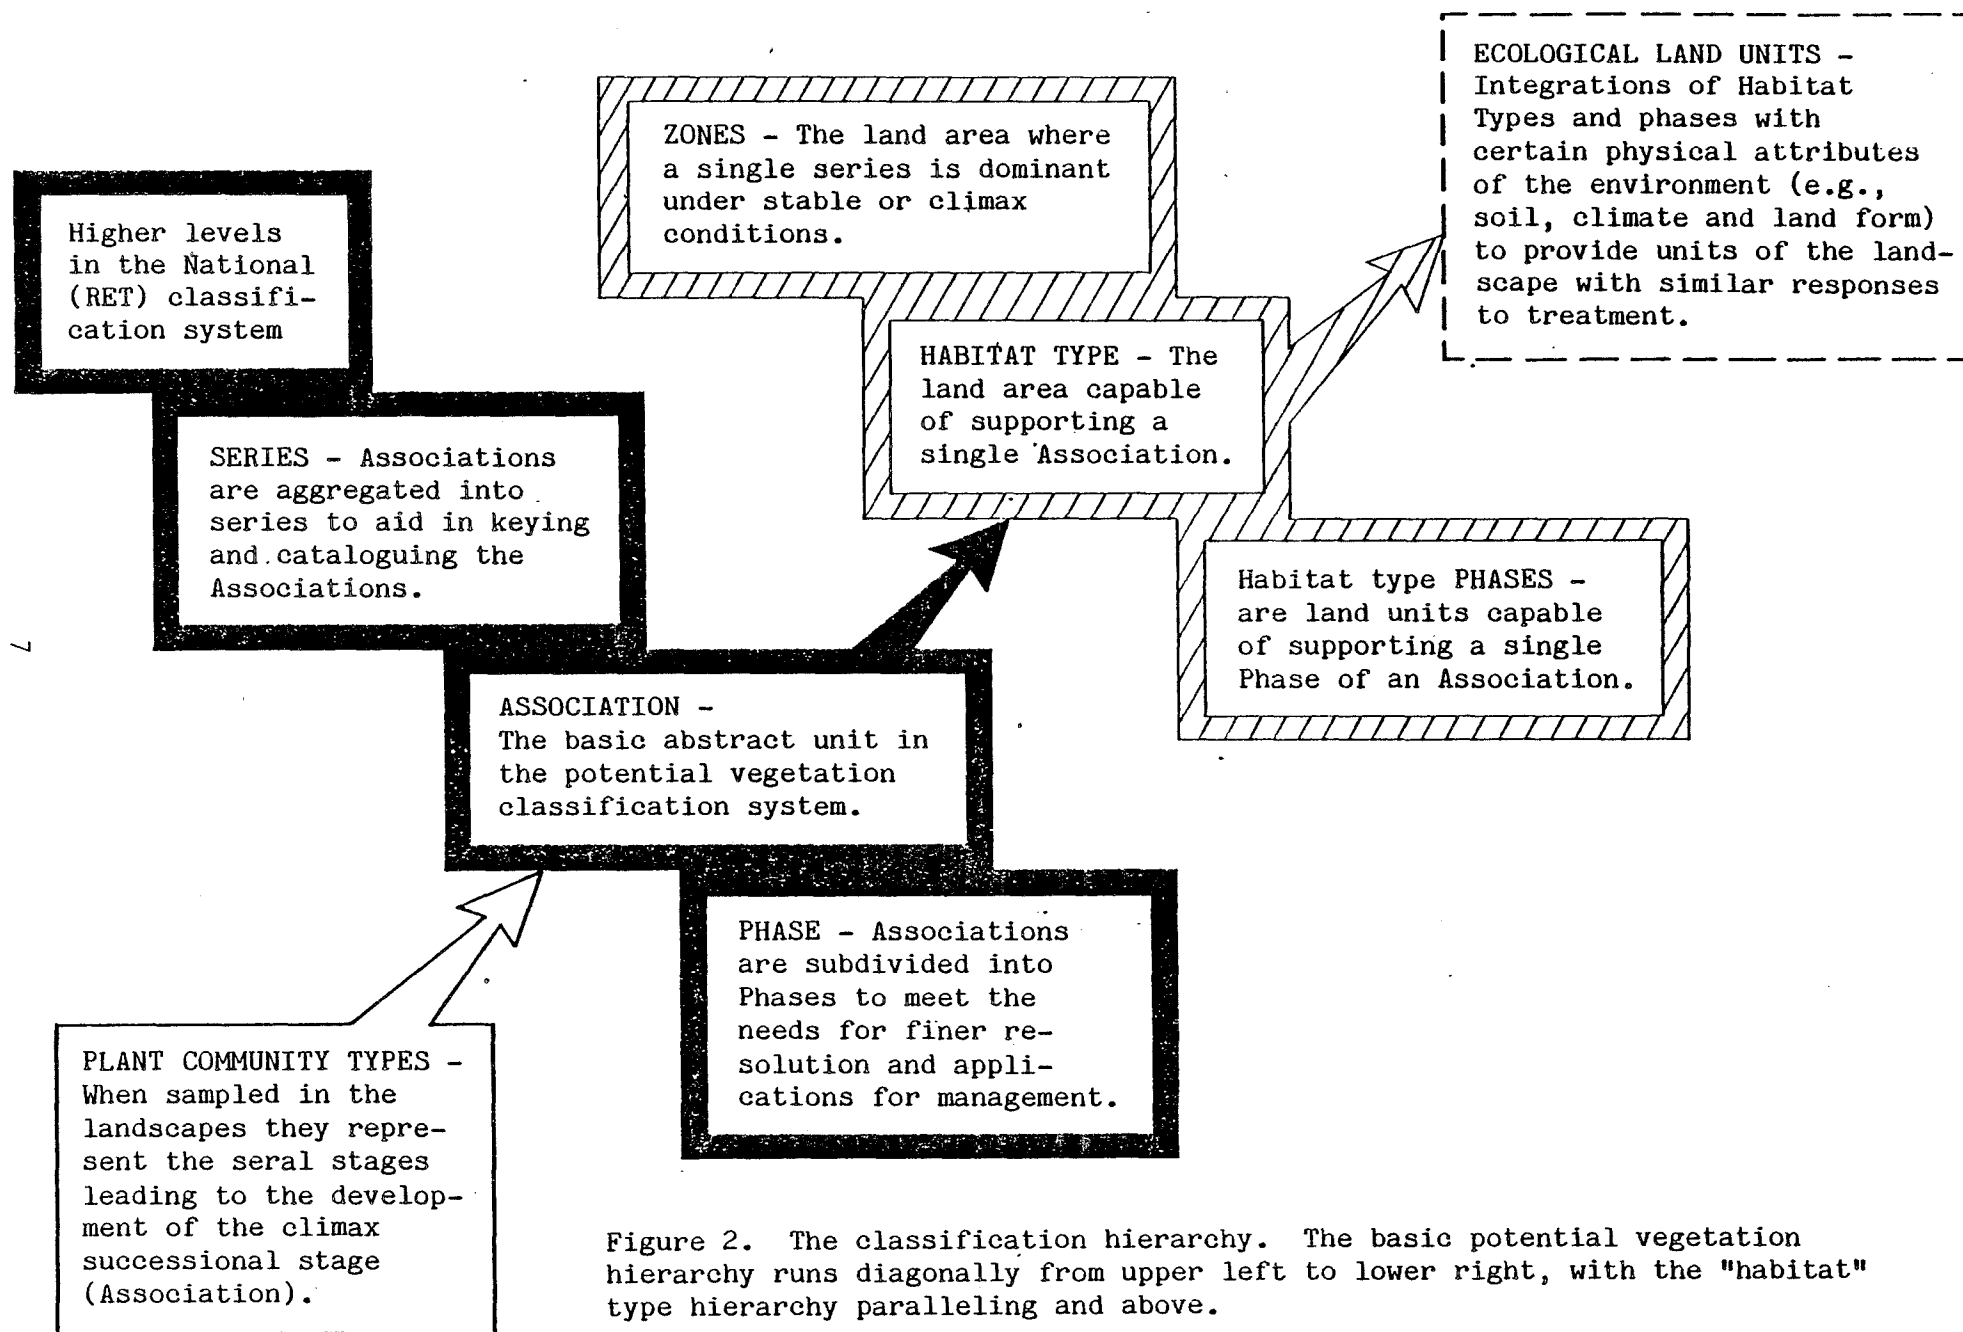 Higher levels
in the National
(RET) classifi-
cation system
SERIES - Associations
are aggregated into
series to aid in keying
and cataloguing the
Associations.
ASSOCIATION -
The basic abstract unit in
the potential vegetation
classification system.
PHASE - Associations
are subdivided into
Phases to meet the
needs for finer re-
solution and appli-
cations for management.
PLANT COMMUNITY TYPES -
When sampled in the
landscapes they repre-
sent the seral stages
leading to the develop-
ment of the climax
successional stage
(Association).
ZONES - The land area where
a single series is dominant
under stable or climax
conditions.
HABITAT TYPE - The
land area capable
of supporting a
single Association.
Habitat type PHASES -
are land units capable
of supporting a single
Phase of an Association.
ECOLOGICAL LAND UNITS -
Integrations of Habitat
Types and phases with
certain physical attributes
of the environment (e.g.,
soil, climate and land form)
to provide units of the land-
scape with similar responses
to treatment.
7
Figure 2. The classification hierarchy. The basic potential vegetation
hierarchy runs diagonally from upper left to lower right, with the "habitat"
type hierarchy paralleling and above.